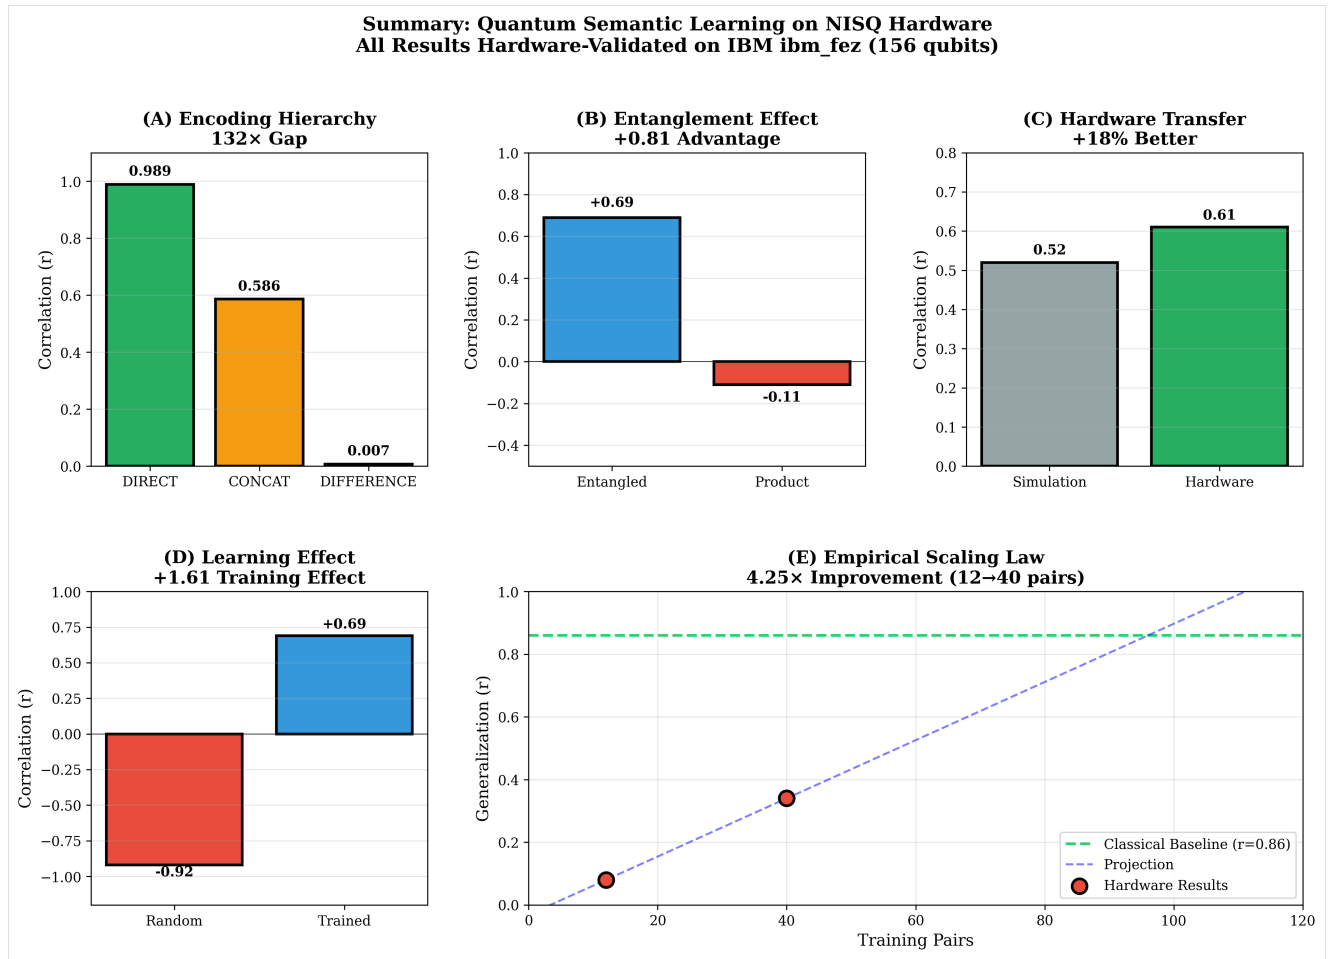 Summary: Quantum Semantic Learning on NISQ Hardware
All Results Hardware-Validated on IBM ibm_fez (156 qubits)
(A) Encoding Hierarchy
132× Gap
Correlation (r)
1.0
0.8
0.6
0.4
0.2
0.0
0.989
0.586
0.007
DIRECT
CONCAT
DIFFERENCE
(B) Entanglement Effect
+0.81 Advantage
Correlation (r)
1.0
0.8
0.6
0.4
0.2
0.0
−0.2
−0.4
+0.69
-0.11
Entangled
Product
(C) Hardware Transfer
+18% Better
Correlation (r)
0.8
0.7
0.6
0.5
0.4
0.3
0.2
0.1
0.0
0.52
0.61
Simulation
Hardware
(D) Learning Effect
+1.61 Training Effect
Correlation (r)
1.00
0.75
0.50
0.25
0.00
−0.25
−0.50
−0.75
−1.00
+0.69
-0.92
Random
Trained
(E) Empirical Scaling Law
4.25× Improvement (12→40 pairs)
Generalization (r)
1.0
0.8
0.6
0.4
0.2
0.0
0
20
40
60
80
100
120
Training Pairs
Classical Baseline (r=0.86)
Projection
Hardware Results